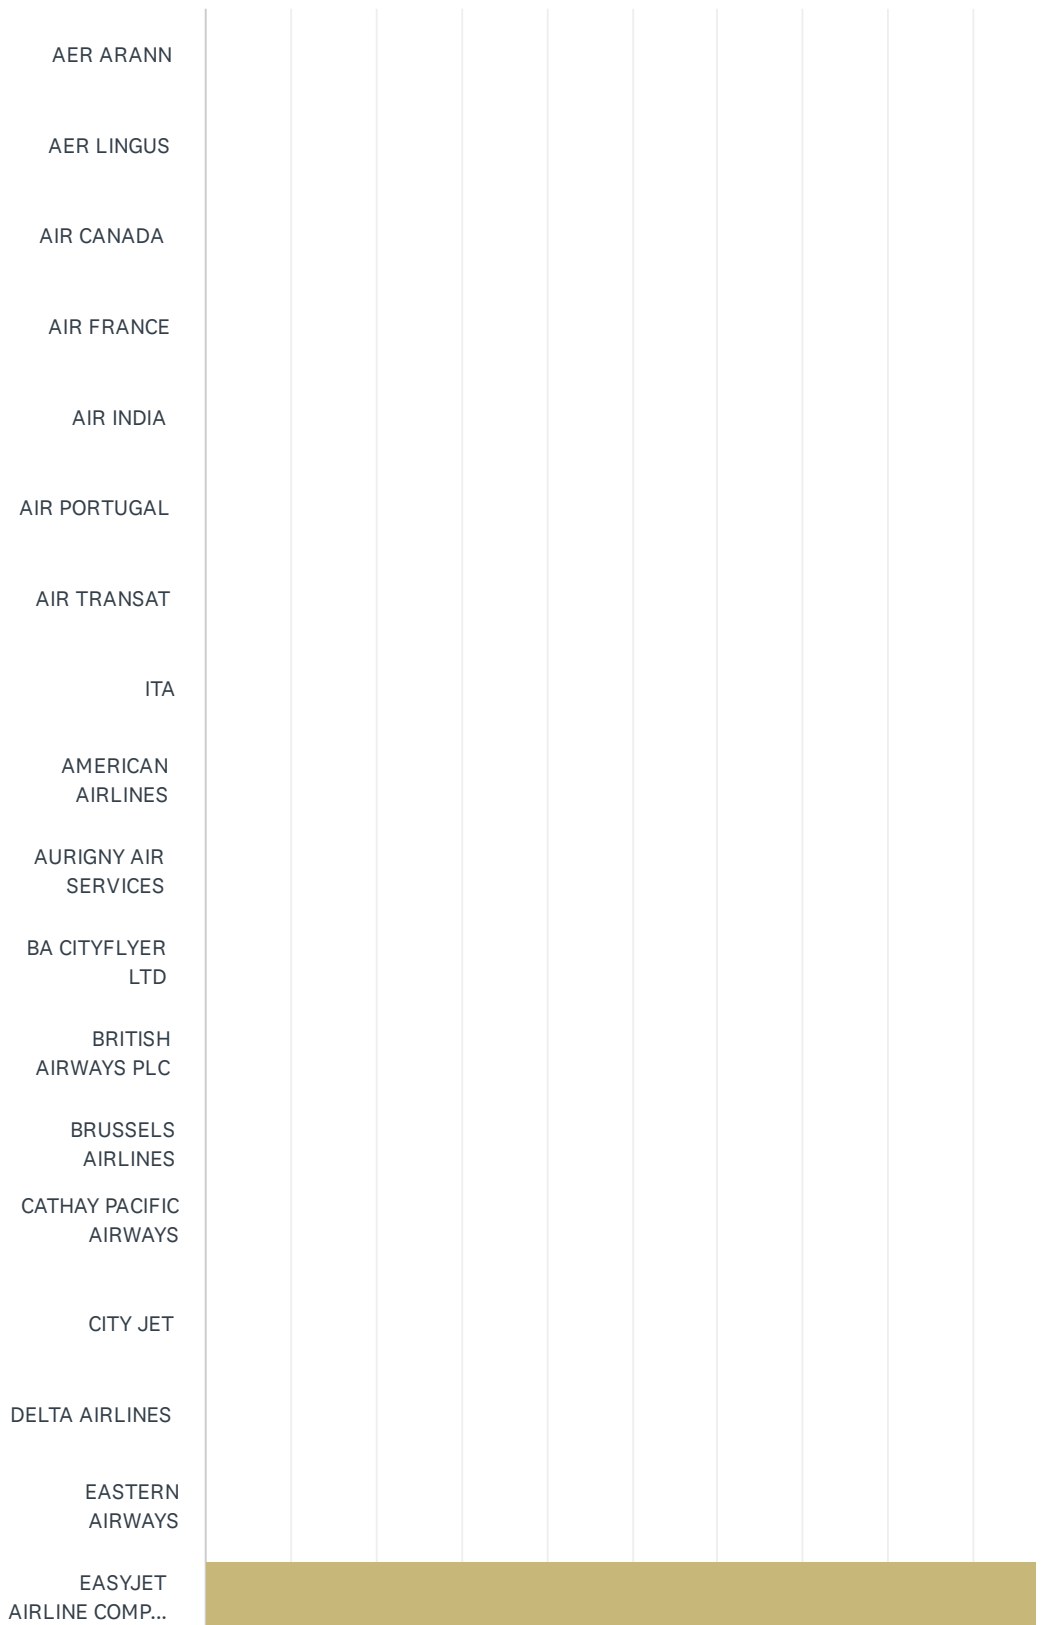 AER ARANN
AER LINGUS
AIR CANADA
AIR FRANCE
AIR INDIA
AIR PORTUGAL
AIR TRANSAT
ITA
AMERICAN
AIRLINES
AURIGNY AIR
SERVICES
BA CITYFLYER
LTD
BRITISH
AIRWAYS PLC
BRUSSELS
AIRLINES
CATHAY PACIFIC
AIRWAYS
CITY JET
DELTA AIRLINES
EASTERN
AIRWAYS
EASYJET
AIRLINE COMP...